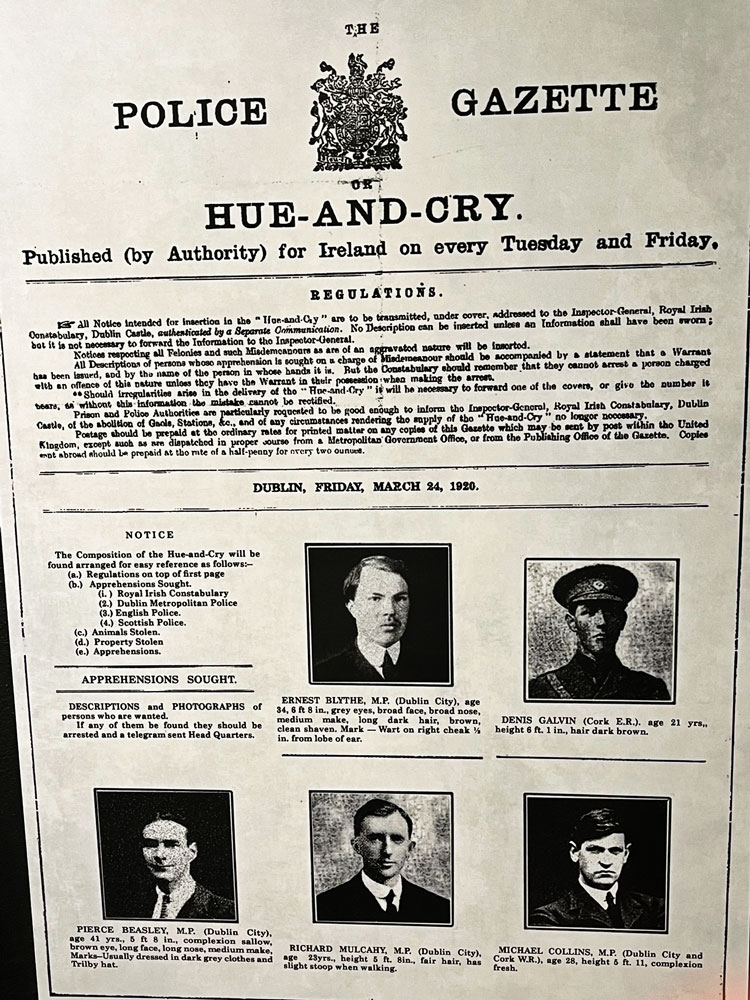 THE
POLICE GAZETTE
OR
HUE-AND-CRY.
Published (by Authority) for Ireland on every Tuesday and Friday.
REGULATIONS.
☞ All Notice intended for insertion in the "Hue-and-Cry" are to be transmitted, under cover, addressed to the Inspector-General, Royal Irish
Constabulary, Dublin Castle, authenticated by a Separate Communication. No Description can be inserted unless an Information shall have been sworn;
but it is not necessary to forward the Information to the Inspector-General.
Notices respecting all Felonies and such Misdemeanours as are of an aggravated nature will be inserted.
All Descriptions of persons whose apprehension is sought on a charge of Misdemeanour should be accompanied by a statement that a Warrant
has been issued, and by the name of the person in whose hands it is. But the Constabulary should remember that they cannot arrest a person charged
with an offence of this nature unless they have the Warrant in their possession when making the arrest.
** Should irregularities arise in the delivery of the "Hue-and-Cry" it will be necessary to forward one of the covers, or give the number it
bears, as without this information the mistake cannot be rectified.
Prison and Police Authorities are particularly requested to be good enough to inform the Inspector-General, Royal Irish Constabulary, Dublin
Castle, of the abolition of Gaols, Stations, &c., and of any circumstances rendering the supply of the "Hue-and-Cry" no longer necessary.
Postage should be prepaid at the ordinary rates for printed matter on any copies of this Gazette which may be sent by post within the United
Kingdom, except such as are dispatched in proper course from a Metropolitan Government Office, or from the Publishing Office of the Gazette. Copies
sent abroad should be prepaid at the rate of a half-penny for every two ounces.
DUBLIN, FRIDAY, MARCH 24, 1920.
NOTICE
The Composition of the Hue-and-Cry will be
found arranged for easy reference as follows:—
(a.) Regulations on top of first page
(b.) Apprehensions Sought.
(i.) Royal Irish Constabulary
(2.) Dublin Metropolitan Police
(3.) English Police.
(4.) Scottish Police.
(c.) Animals Stolen.
(d.) Property Stolen
(e.) Apprehensions.
APPREHENSIONS SOUGHT.
DESCRIPTIONS and PHOTOGRAPHS of
persons who are wanted.
If any of them be found they should be
arrested and a telegram sent Head Quarters.
ERNEST BLYTHE, M.P. (Dublin City), age
34, 6 ft 8 in., grey eyes, broad face, broad nose,
medium make, long dark hair, brown,
clean shaven. Mark — Wart on right cheak ½
in. from lobe of ear.
DENIS GALVIN (Cork E.R.). age 21 yrs.,
height 6 ft. 1 in., hair dark brown.
PIERCE BEASLEY, M.P. (Dublin City),
age 41 yrs., 5 ft 8 in., complexion sallow,
brown eye, long face, long nose, medium make,
Marks—Usually dressed in dark grey clothes and
Trilby hat.
RICHARD MULCAHY, M.P. (Dublin City),
age 23yrs., height 5 ft. 8in., fair hair, has
slight stoop when walking.
MICHAEL COLLINS, M.P. (Dublin City and
Cork W.R.), age 28, height 5 ft. 11, complexion
fresh.